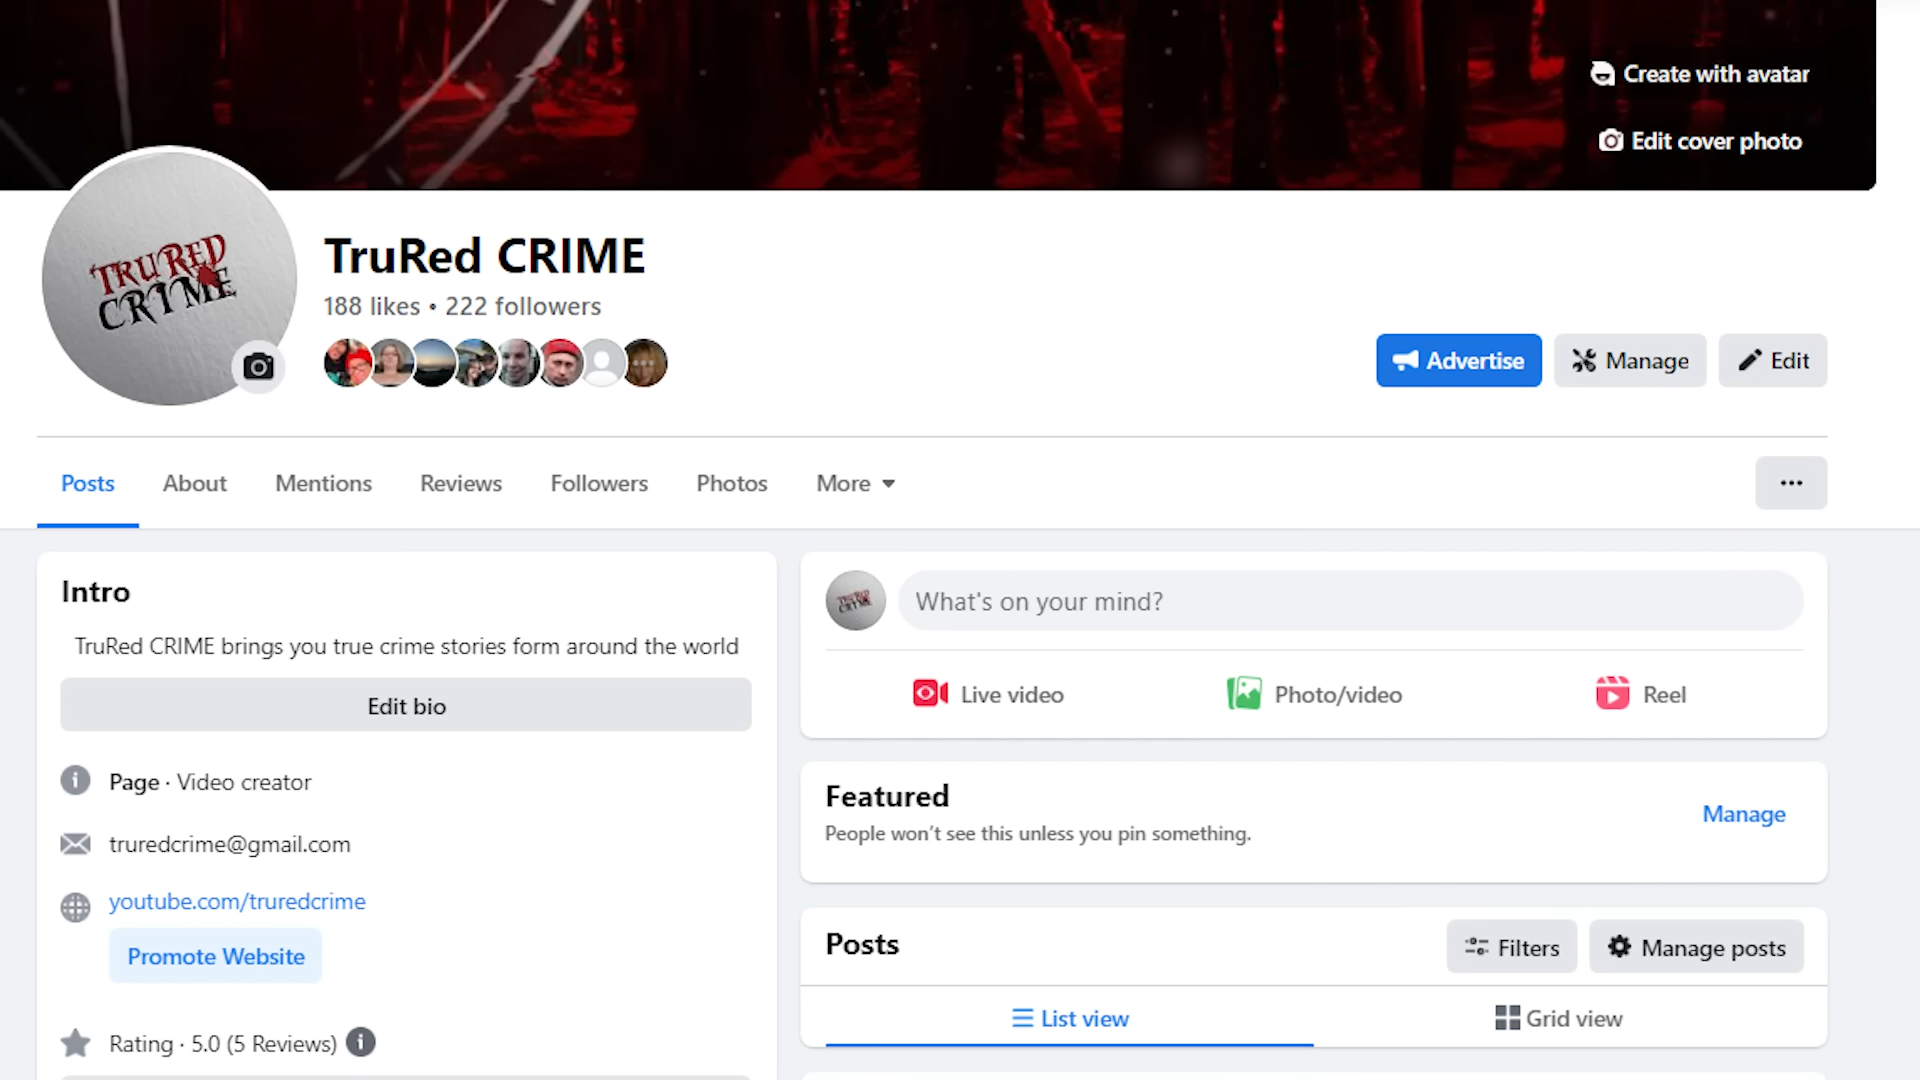 Create with avatar
Edit cover photo
TRURED
CRIME
TruRed CRIME
188 likes • 222 followers
Advertise
Manage
Edit
Posts
About
Mentions
Reviews
Followers
Photos
More
Intro
TruRed CRIME brings you true crime stories form around the world
Edit bio
Page · Video creator
truredcrime@gmail.com
youtube.com/truredcrime
Promote Website
Rating · 5.0 (5 Reviews)
TRURED
CRIME
What's on your mind?
Live video
Photo/video
Reel
Featured
People won't see this unless you pin something.
Manage
Posts
Filters
Manage posts
List view
Grid view